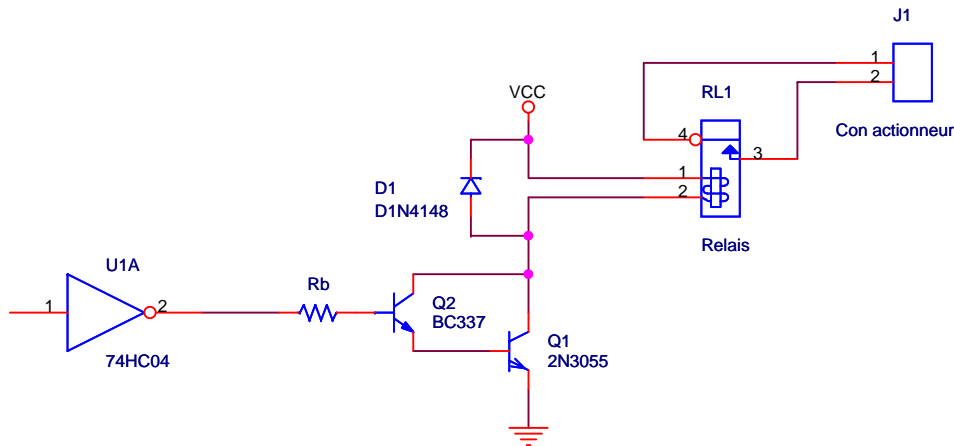 J1
1
2
Con actionneur
VCC
RL1
4
3
1
2
Relais
D1
D1N4148
U1A
1
2
74HC04
Rb
Q2
BC337
Q1
2N3055